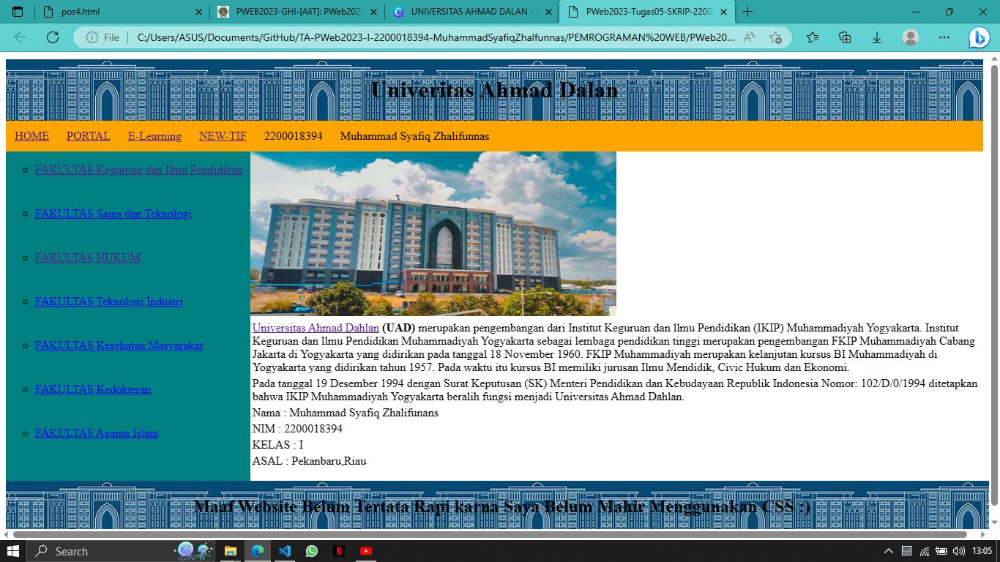 pos4.html
PWEB2023-GHI-[AliT]: PWeb2023
UNIVERSITAS AHMAD DALAN -
PWeb2023-Tugas05-SKRIP-2200
File
C:/Users/ASUS/Documents/GitHub/TA-PWeb2023-I-2200018394-MuhammadSyafiqZhalfunnas/PEMROGRAMAN%20WEB/PWeb20...
Univeritas Ahmad Dalan
HOME PORTAL E-Learning NEW-TIF 2200018394 Muhammad Syafiq Zhalifunnas
FAKULTAS Keguruan dan Ilmu Pendidikan
FAKULTAS Sains dan Teknologi
FAKULTAS HUKUM
FAKULTAS Teknologi Industri
FAKULTAS Kesehatan Masyarakat
FAKULTAS Kedokteran
FAKULTAS Agama Islam
Universitas Ahmad Dahlan (UAD) merupakan pengembangan dari Institut Keguruan dan llmu Pendidikan (IKIP) Muhammadiyah Yogyakarta. Institut
Keguruan dan llmu Pendidikan Muhammadiyah Yogyakarta sebagai lembaga pendidikan tinggi merupakan pengembangan FKIP Muhammadiyah Cabang
Jakarta di Yogyakarta yang didirikan pada tanggal 18 November 1960. FKIP Muhammadiyah merupakan kelanjutan kursus BI Muhammadiyah di
Yogyakarta yang didirikan tahun 1957. Pada waktu itu kursus BI memiliki jurusan Ilmu Mendidik, Civic Hukum dan Ekonomi.
Pada tanggal 19 Desember 1994 dengan Surat Keputusan (SK) Menteri Pendidikan dan Kebudayaan Republik Indonesia Nomor: 102/D/0/1994 ditetapkan
bahwa IKIP Muhammadiyah Yogyakarta beralih fungsi menjadi Universitas Ahmad Dahlan.
Nama : Muhammad Syafiq Zhalifunans
NIM : 2200018394
KELAS : I
ASAL : Pekanbaru,Riau
Maaf Website Belum Tertata Rapi karna Saya Belum Mahir Menggunakan CSS :)
Search
13:05